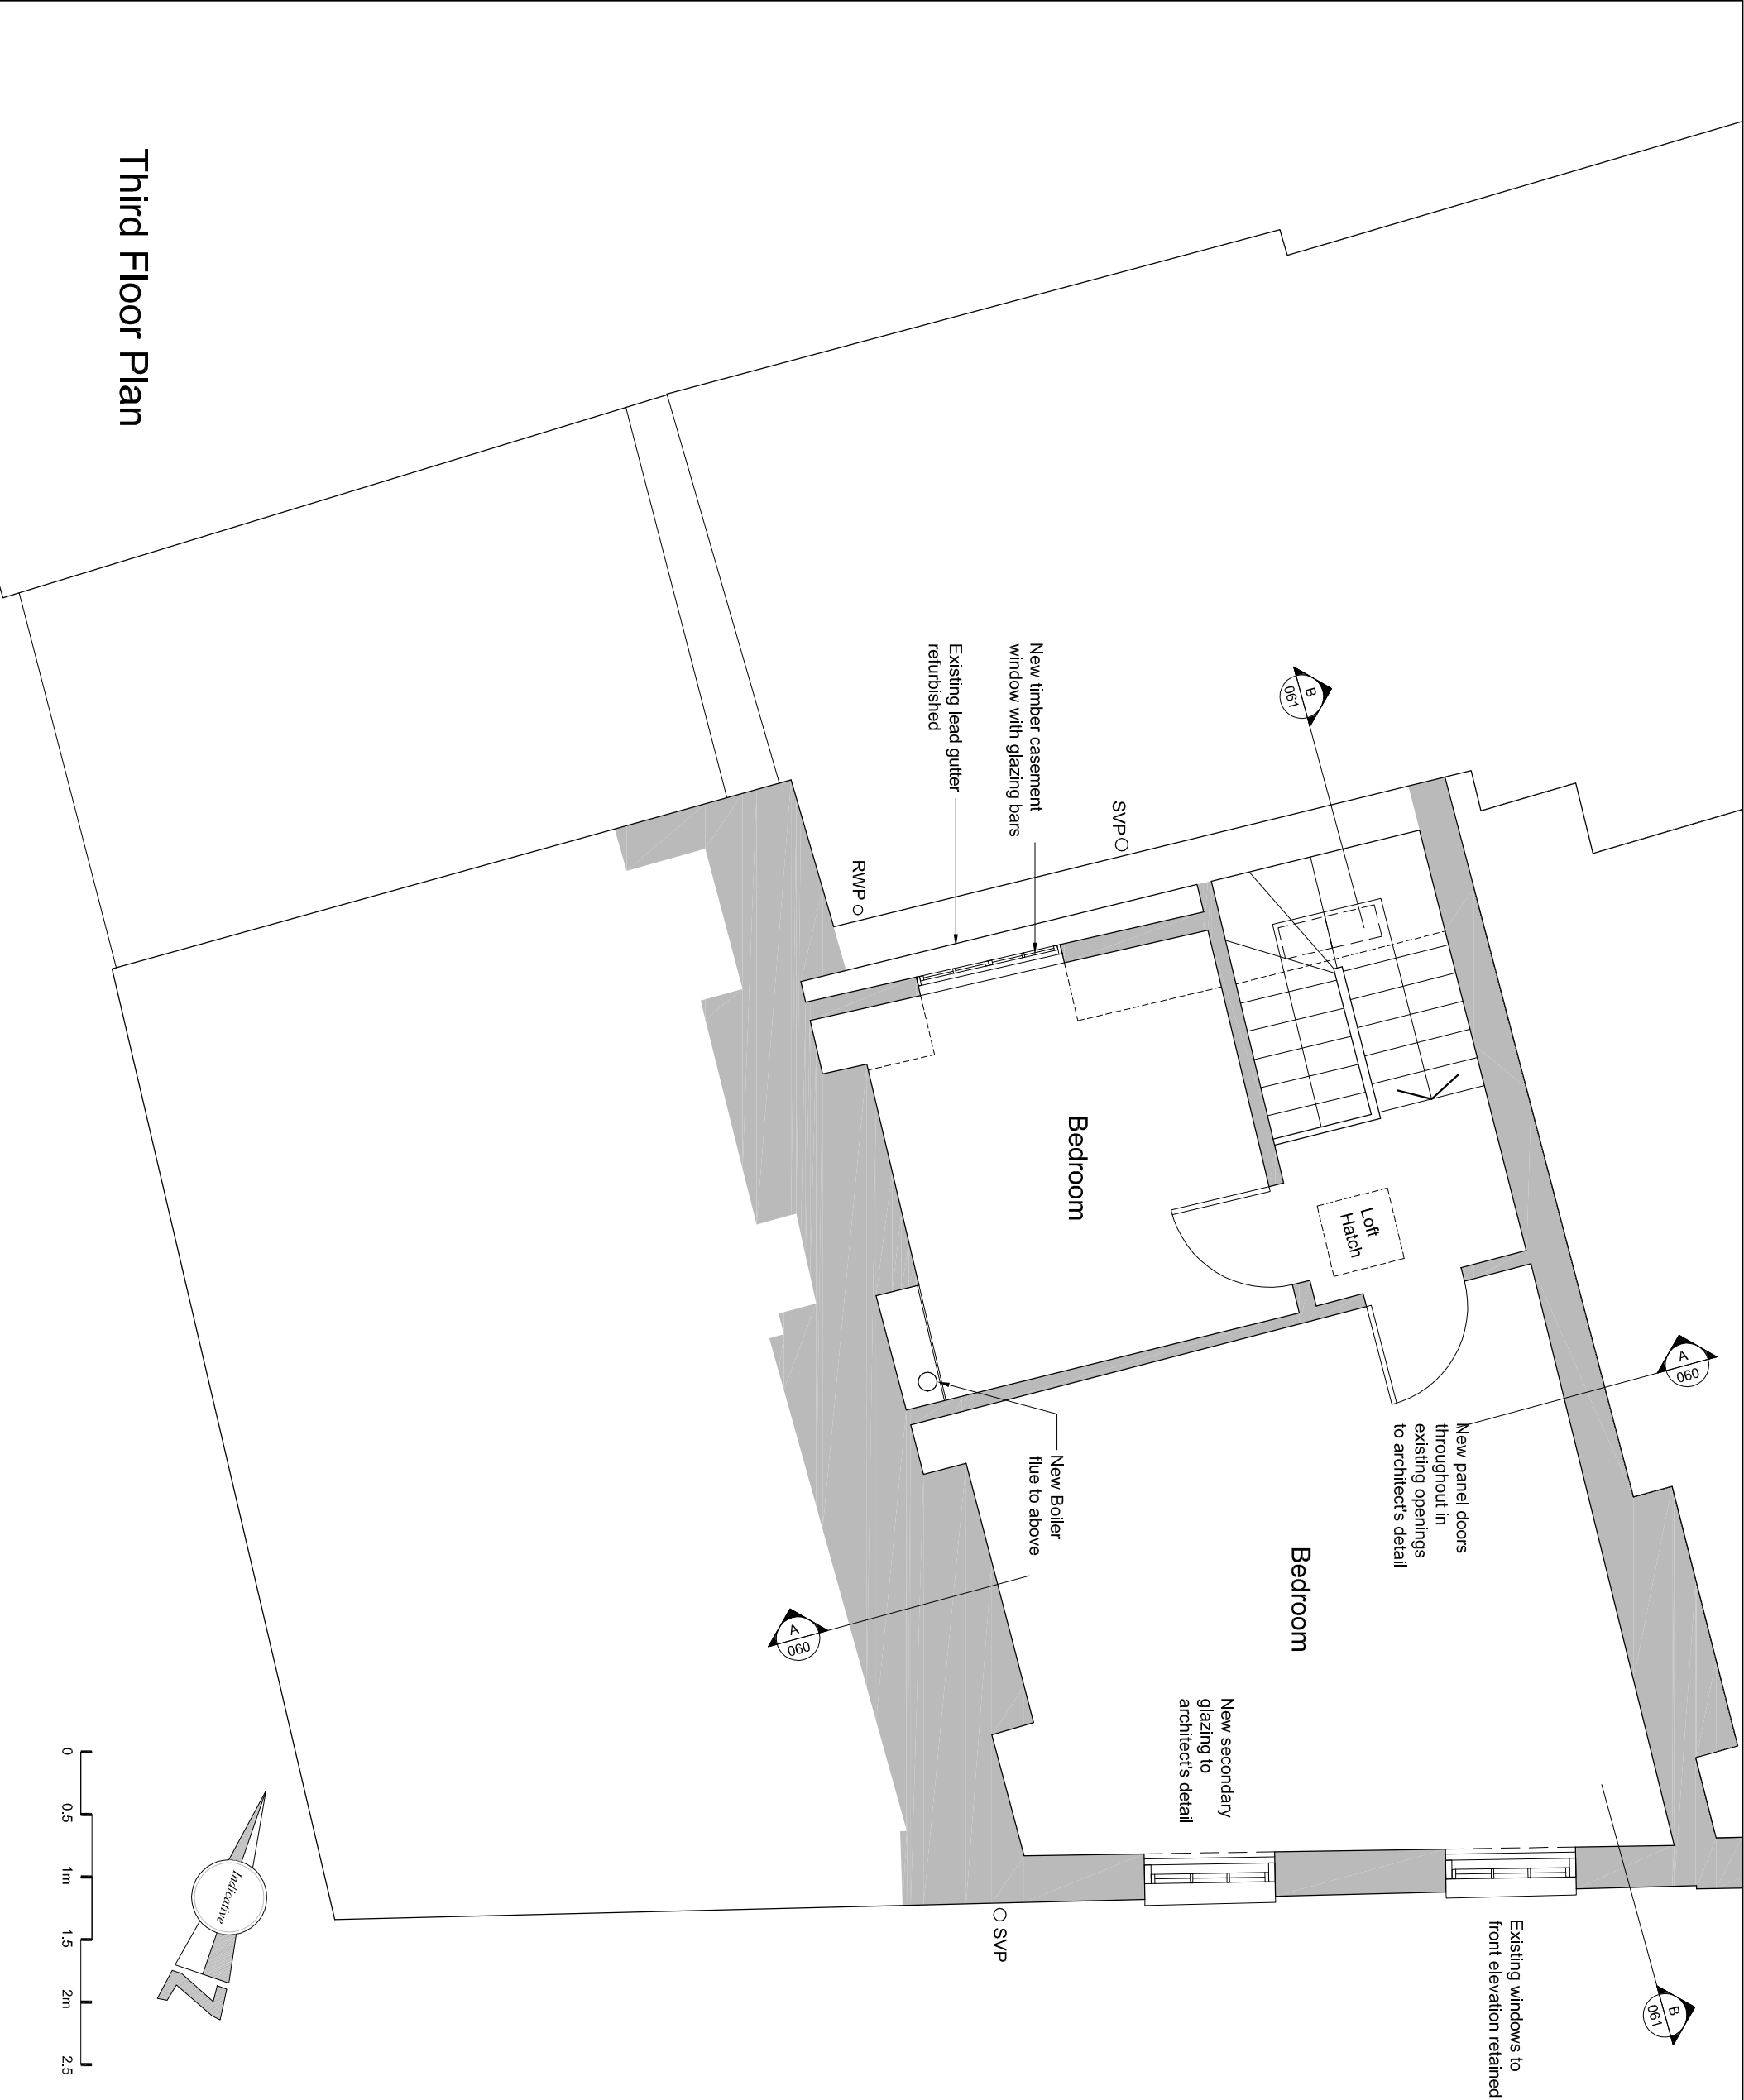 Existing windows to
front elevation retained
B
061
A
060
New panel doors
throughout in
existing openings
to architect's detail
Loft
Hatch
B
061
Bedroom
New secondary
glazing to
architect's detail
SVP
Bedroom
New Boiler
flue to above
New timber casement
window with glazing bars
Existing lead gutter
refurbished
SVP
RWP
A
060
Indicative
N
Third Floor Plan
0 0.5 1m 1.5 2m 2.5